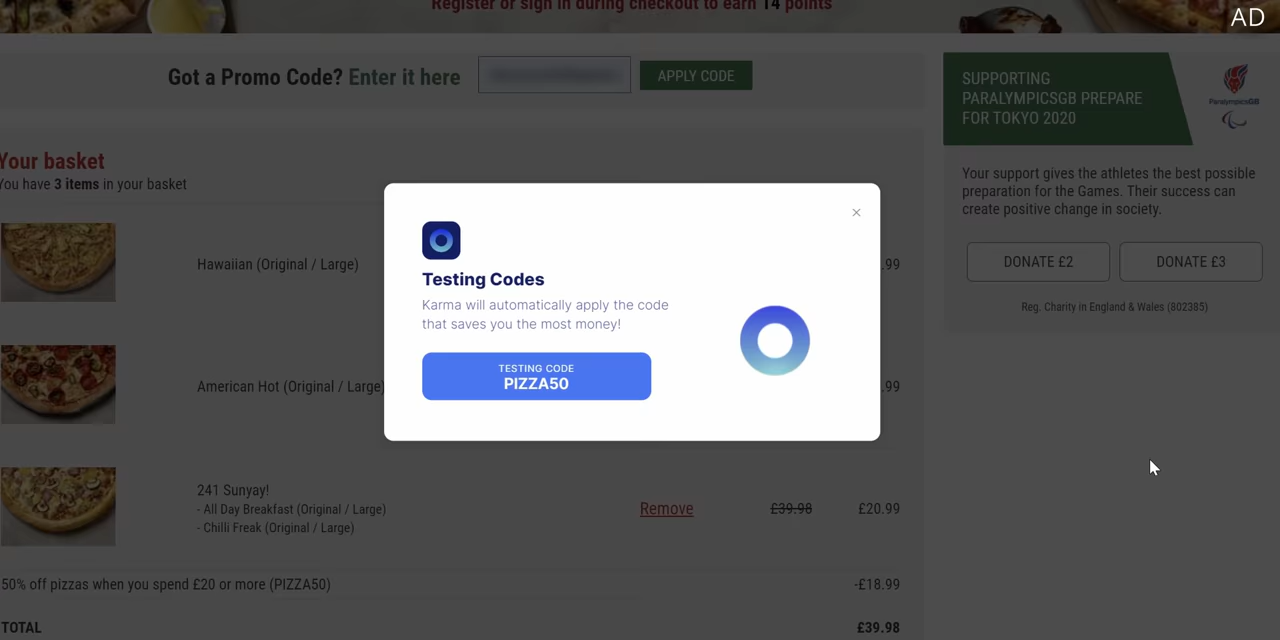 Register or sign in during checkout to earn 14 points
AD
Got a Promo Code? Enter it here
APPLY CODE
SUPPORTING
PARALYMPICSGB PREPARE
FOR TOKYO 2020
ParalympicsGB
Your support gives the athletes the best possible
preparation for the Games. Their success can
create positive change in society.
DONATE £2
DONATE £3
Reg. Charity in England & Wales (802385)
Your basket
You have 3 items in your basket
Hawaiian (Original / Large)
.99
American Hot (Original / Large)
.99
241 Sunyay!
- All Day Breakfast (Original / Large)
- Chilli Freak (Original / Large)
Remove
£39.98
£20.99
50% off pizzas when you spend £20 or more (PIZZA50)
-£18.99
TOTAL
£39.98
×
Testing Codes
Karma will automatically apply the code
that saves you the most money!
TESTING CODE
PIZZA50